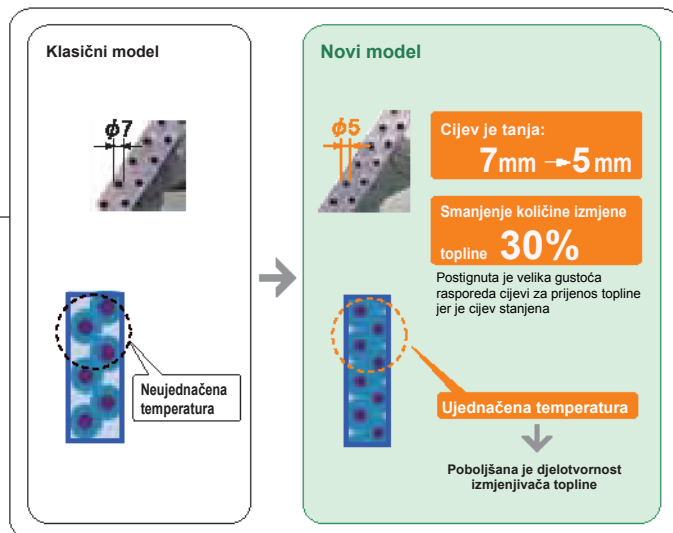 Klasični model
ϕ7
Neujednačena
temperatura
Novi model
ϕ5
Cijev je tanja:
7mm → 5mm
Smanjenje količine izmjene
topline 30%
Postignuta je velika gustoća
rasporeda cijevi za prijenos topline
jer je cijev stanjena
Ujednačena temperatura
Poboljšana je djelotvornost
izmjenjivača topline